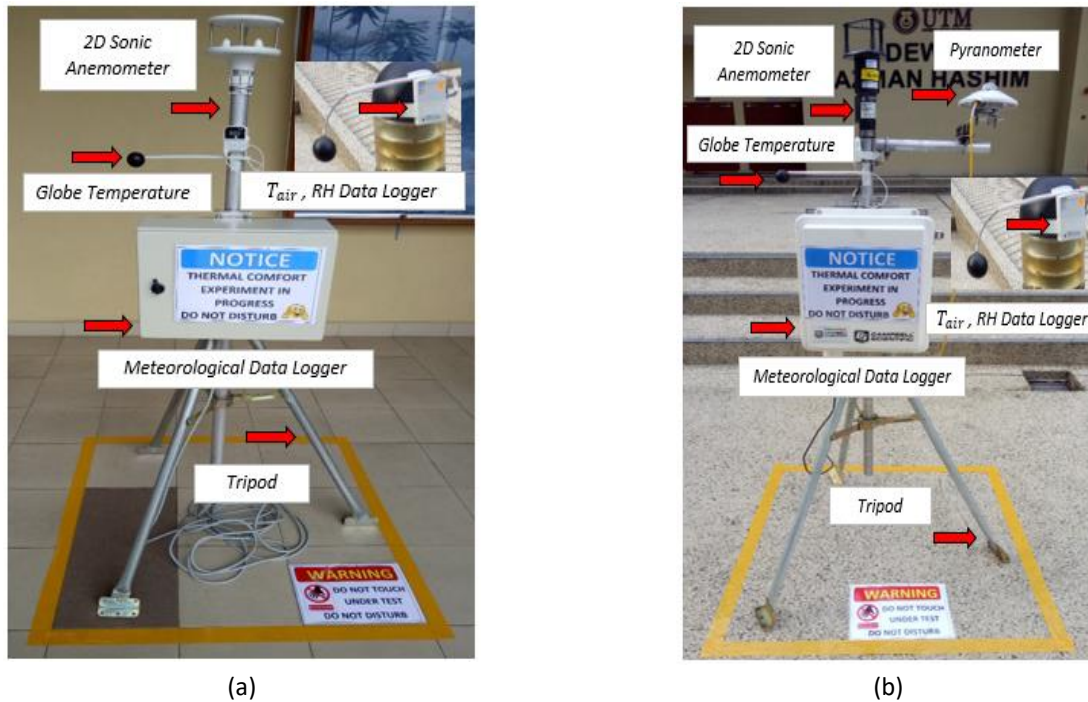 2D Sonic
Anemometer
Globe Temperature
T_air , RH Data Logger
NOTICE
THERMAL COMFORT
EXPERIMENT IN
PROGRESS
DO NOT DISTURB
Meteorological Data Logger
Tripod
WARNING
DO NOT TOUCH
UNDER TEST
DO NOT DISTURB
(a)
UTM
DEW
AZMAN HASHIM
2D Sonic
Anemometer
Pyranometer
Globe Temperature
NOTICE
THERMAL COMFORT
EXPERIMENT IN
PROGRESS
DO NOT DISTURB
CAMPBELL
SCIENTIFIC
T_air , RH Data Logger
Meteorological Data Logger
Tripod
WARNING
DO NOT TOUCH
UNDER TEST
DO NOT DISTURB
(b)